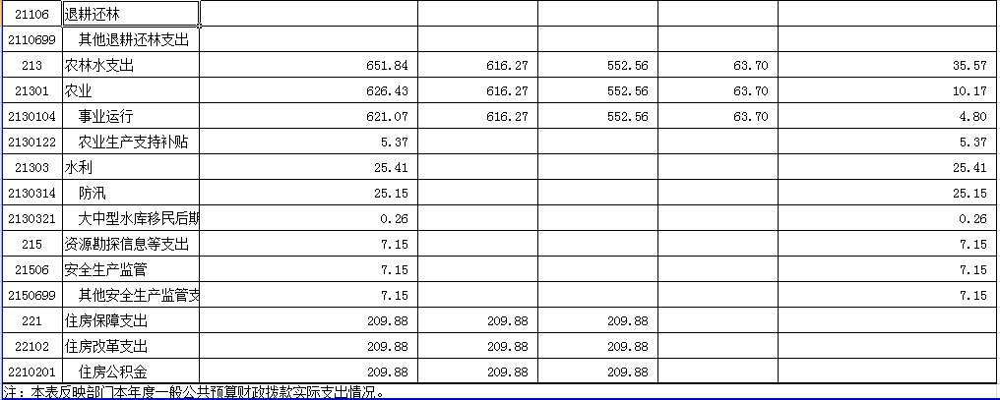 21106 退耕还林
2110699 其他退耕还林支出
213 农林水支出 651.84 616.27 552.56 63.70 35.57
21301 农业 626.43 616.27 552.56 63.70 10.17
2130104 事业运行 621.07 616.27 552.56 63.70 4.80
2130122 农业生产支持补贴 5.37 5.37
21303 水利 25.41 25.41
2130314 防汛 25.15 25.15
2130321 大中型水库移民后期 0.26 0.26
215 资源勘探信息等支出 7.15 7.15
21506 安全生产监管 7.15 7.15
2150699 其他安全生产监管支 7.15 7.15
221 住房保障支出 209.88 209.88 209.88
22102 住房改革支出 209.88 209.88 209.88
2210201 住房公积金 209.88 209.88 209.88
注：本表反映部门本年度一般公共预算财政拨款实际支出情况。